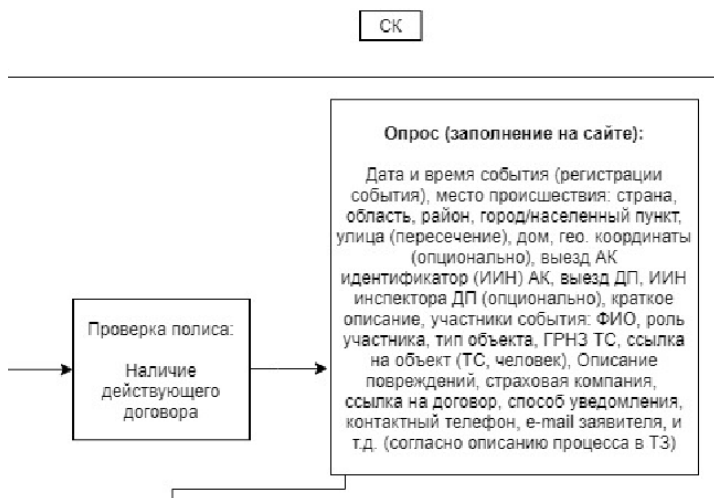 СК
Опрос (заполнение на сайте):
Дата и время события (регистрации
события), место происшествия: страна,
область, район, город/населенный пункт,
улица (пересечение), дом, гео. координаты
(опционально), выезд АК
идентификатор (ИИН) АК, выезд ДП, ИИН
инспектора ДП (опционально), краткое
описание, участники события: ФИО, роль
участника, тип объекта, ГРНЗ ТС, ссылка
на объект (ТС, человек), Описание
повреждений, страховая компания,
ссылка на договор, способ уведомления,
контактный телефон, e-mail заявителя, и
т.д. (согласно описанию процесса в ТЗ)
Проверка полиса:
Наличие
действующего
договора